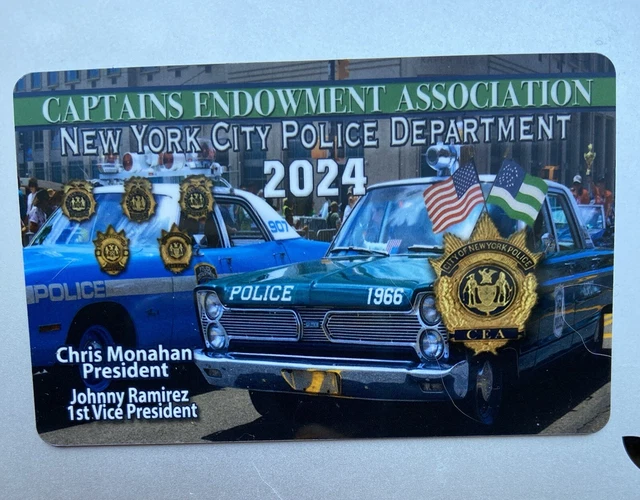 CAPTAINS ENDOWMENT ASSOCIATION
NEW YORK CITY POLICE DEPARTMENT
2024
907
POLICE
POLICE 1966
CITY OF NEW YORK POLICE
CEA
Chris Monahan
President
Johnny Ramirez
1st Vice President